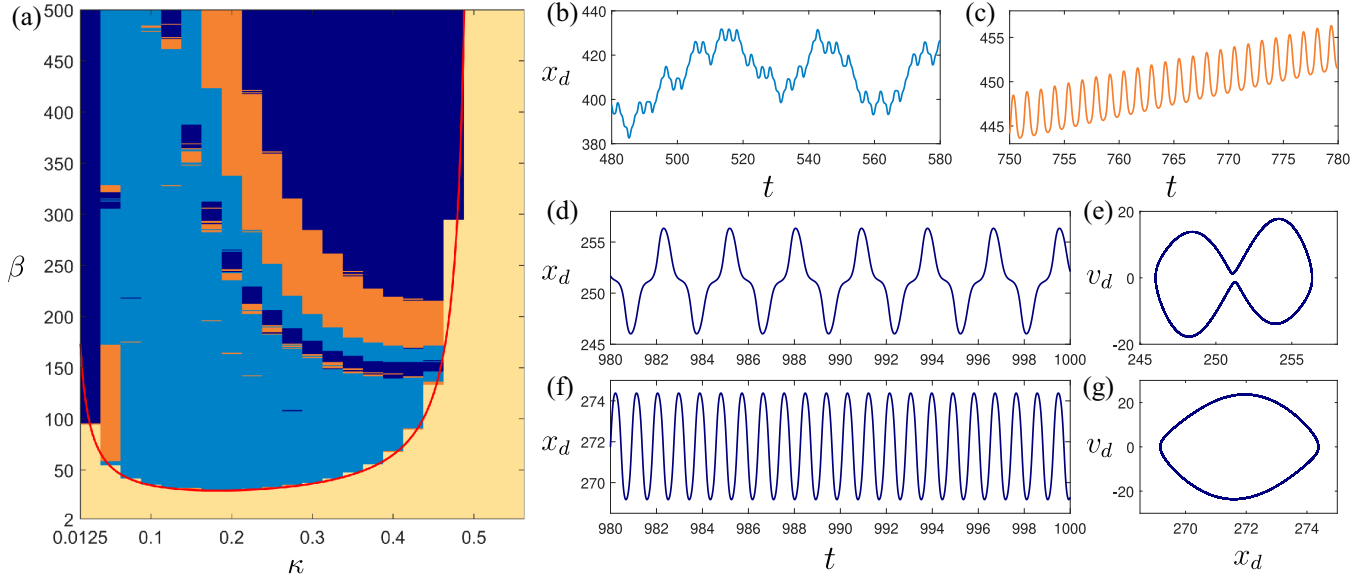 (a)
500
450
400
350
300
250
200
150
100
50
2
β
0.0125 0.1 0.2 0.3 0.4 0.5
κ
(b)
440
420
400
380
x_d
480 500 520 540 560 580
t
(c)
455
450
445
750 755 760 765 770 775 780
t
(d)
255
250
245
x_d
980 982 984 986 988 990 992 994 996 998 1000
(e)
20
0
-20
v_d
245 250 255
(f)
274
272
270
x_d
980 982 984 986 988 990 992 994 996 998 1000
t
(g)
20
0
-20
v_d
270 272 274
x_d